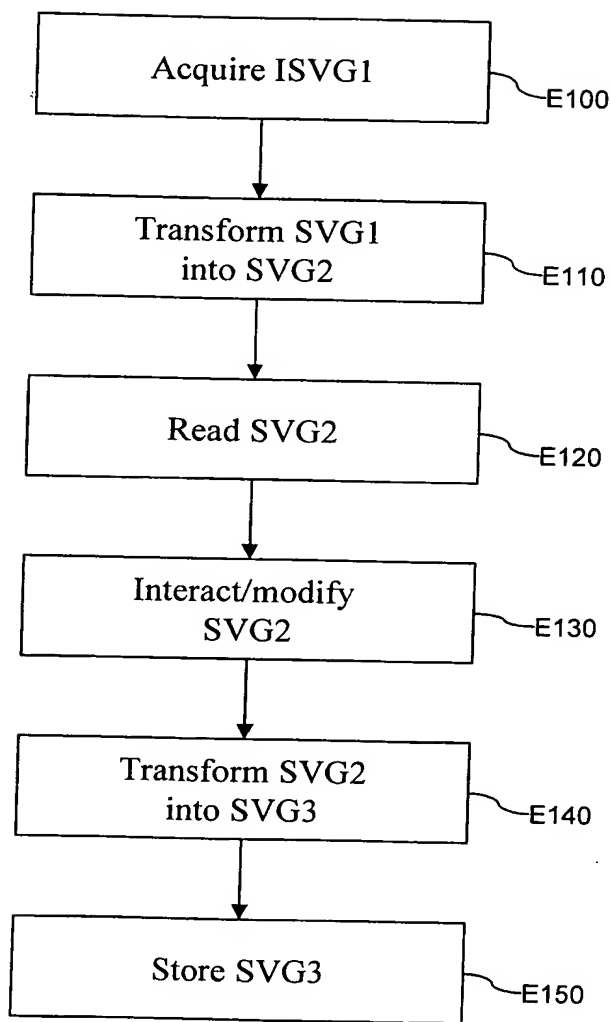 Acquire ISVG1
E100
Transform SVG1
into SVG2
E110
Read SVG2
E120
Interact/modify
SVG2
E130
Transform SVG2
into SVG3
E140
Store SVG3
E150